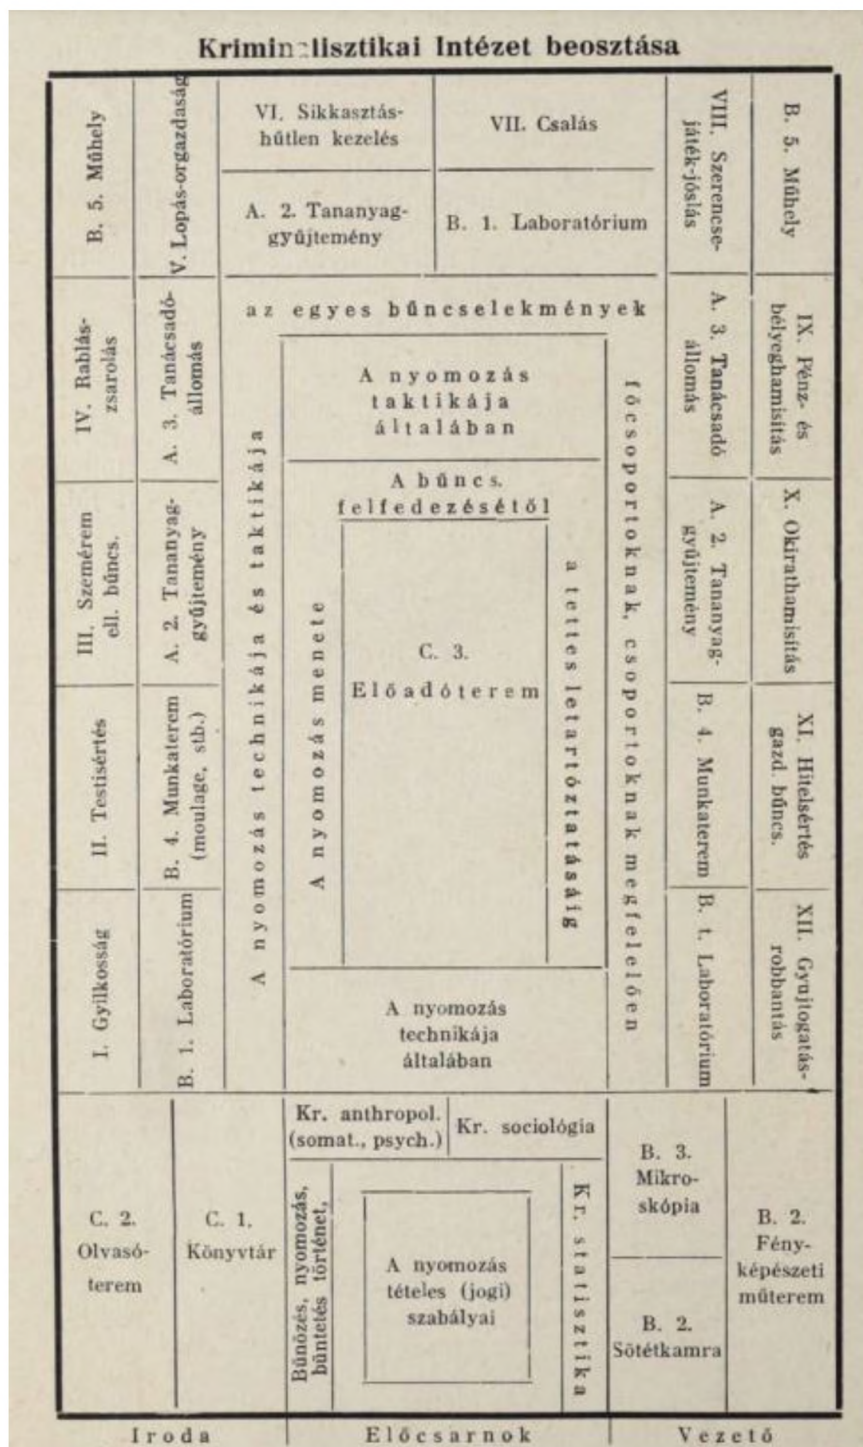 Kriminalisztikai Intézet beosztása
B. 5. Műhely
V. Lopás-orgazdaság
VI. Sikkasztás-
hűtlen kezelés
VII. Csalás
VIII. Szerencse-
játék-jóslás
B. 5. Műhely
A. 2. Tananyag-
gyűjtemény
B. 1. Laboratórium
IV. Rablás-
zsarolás
A. 3. Tanácsadó-
állomás
az egyes bűncselekmények
A. 3. Tanácsadó
állomás
IX. Pénz- és
bélyeghamisítás
A nyomozás
taktikája
általában
A nyomozás technikája és taktikája
főcsoportoknak, csoportoknak megfelelően
A bűncs.
felfedezésétől
III. Szemérem
ell. bűncs.
A. 2. Tananyag-
gyűjtemény
A nyomozás menete
C. 3.
Előadóterem
a tettes letartóztatásáig
A. 2. Tananyag-
gyűjtemény
X. Okirathamisítás
II. Testisértés
B. 4. Munkaterem
(moulage, stb.)
B. 4. Munkaterem
XI. Hitelsértés
gazd. bűncs.
I. Gyilkosság
B. 1. Laboratórium
A nyomozás
technikája
általában
B. t. Laboratórium
XII. Gyujtogatás-
robbantás
C. 2.
Olvasó-
terem
C. 1.
Könyvtár
Kr. anthropol.
(somat., psych.)
Kr. sociológia
Bűnözés, nyomozás,
büntetés történet,
A nyomozás
tételes (jogi)
szabályai
Kr. statisztika
B. 3.
Mikro-
skópia
B. 2.
Sötétkamra
B. 2.
Fény-
képészeti
műterem
Iroda
Előcsarnok
Vezető